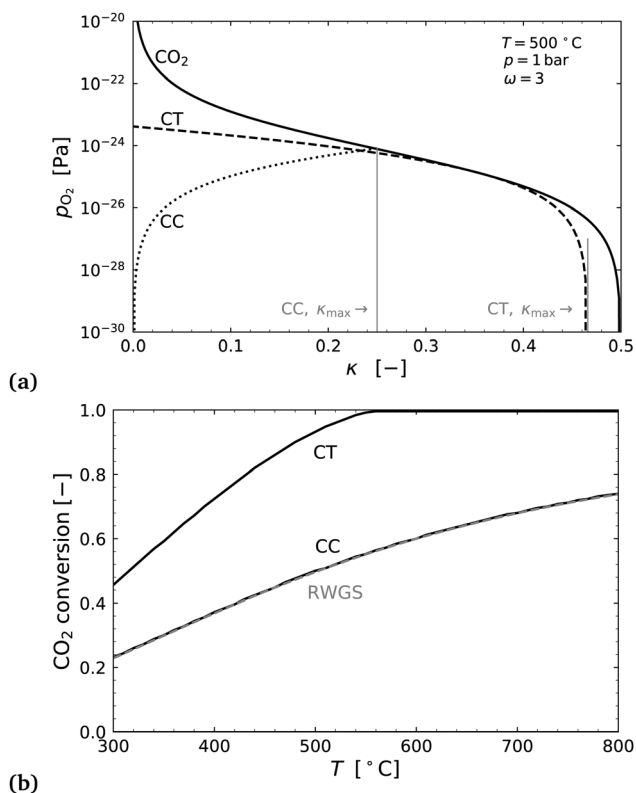 10⁻²⁰
10⁻²²
10⁻²⁴
10⁻²⁶
10⁻²⁸
10⁻³⁰
p_O₂ [Pa]
CO₂
CT
CC
T = 500 °C
p = 1 bar
ω = 3
CC, κ_max →
CT, κ_max →
0.0 0.1 0.2 0.3 0.4 0.5
κ [−]
(a)
1.0
0.8
0.6
0.4
0.2
0.0
CO₂ conversion [−]
CT
CC
RWGS
300 400 500 600 700 800
T [°C]
(b)